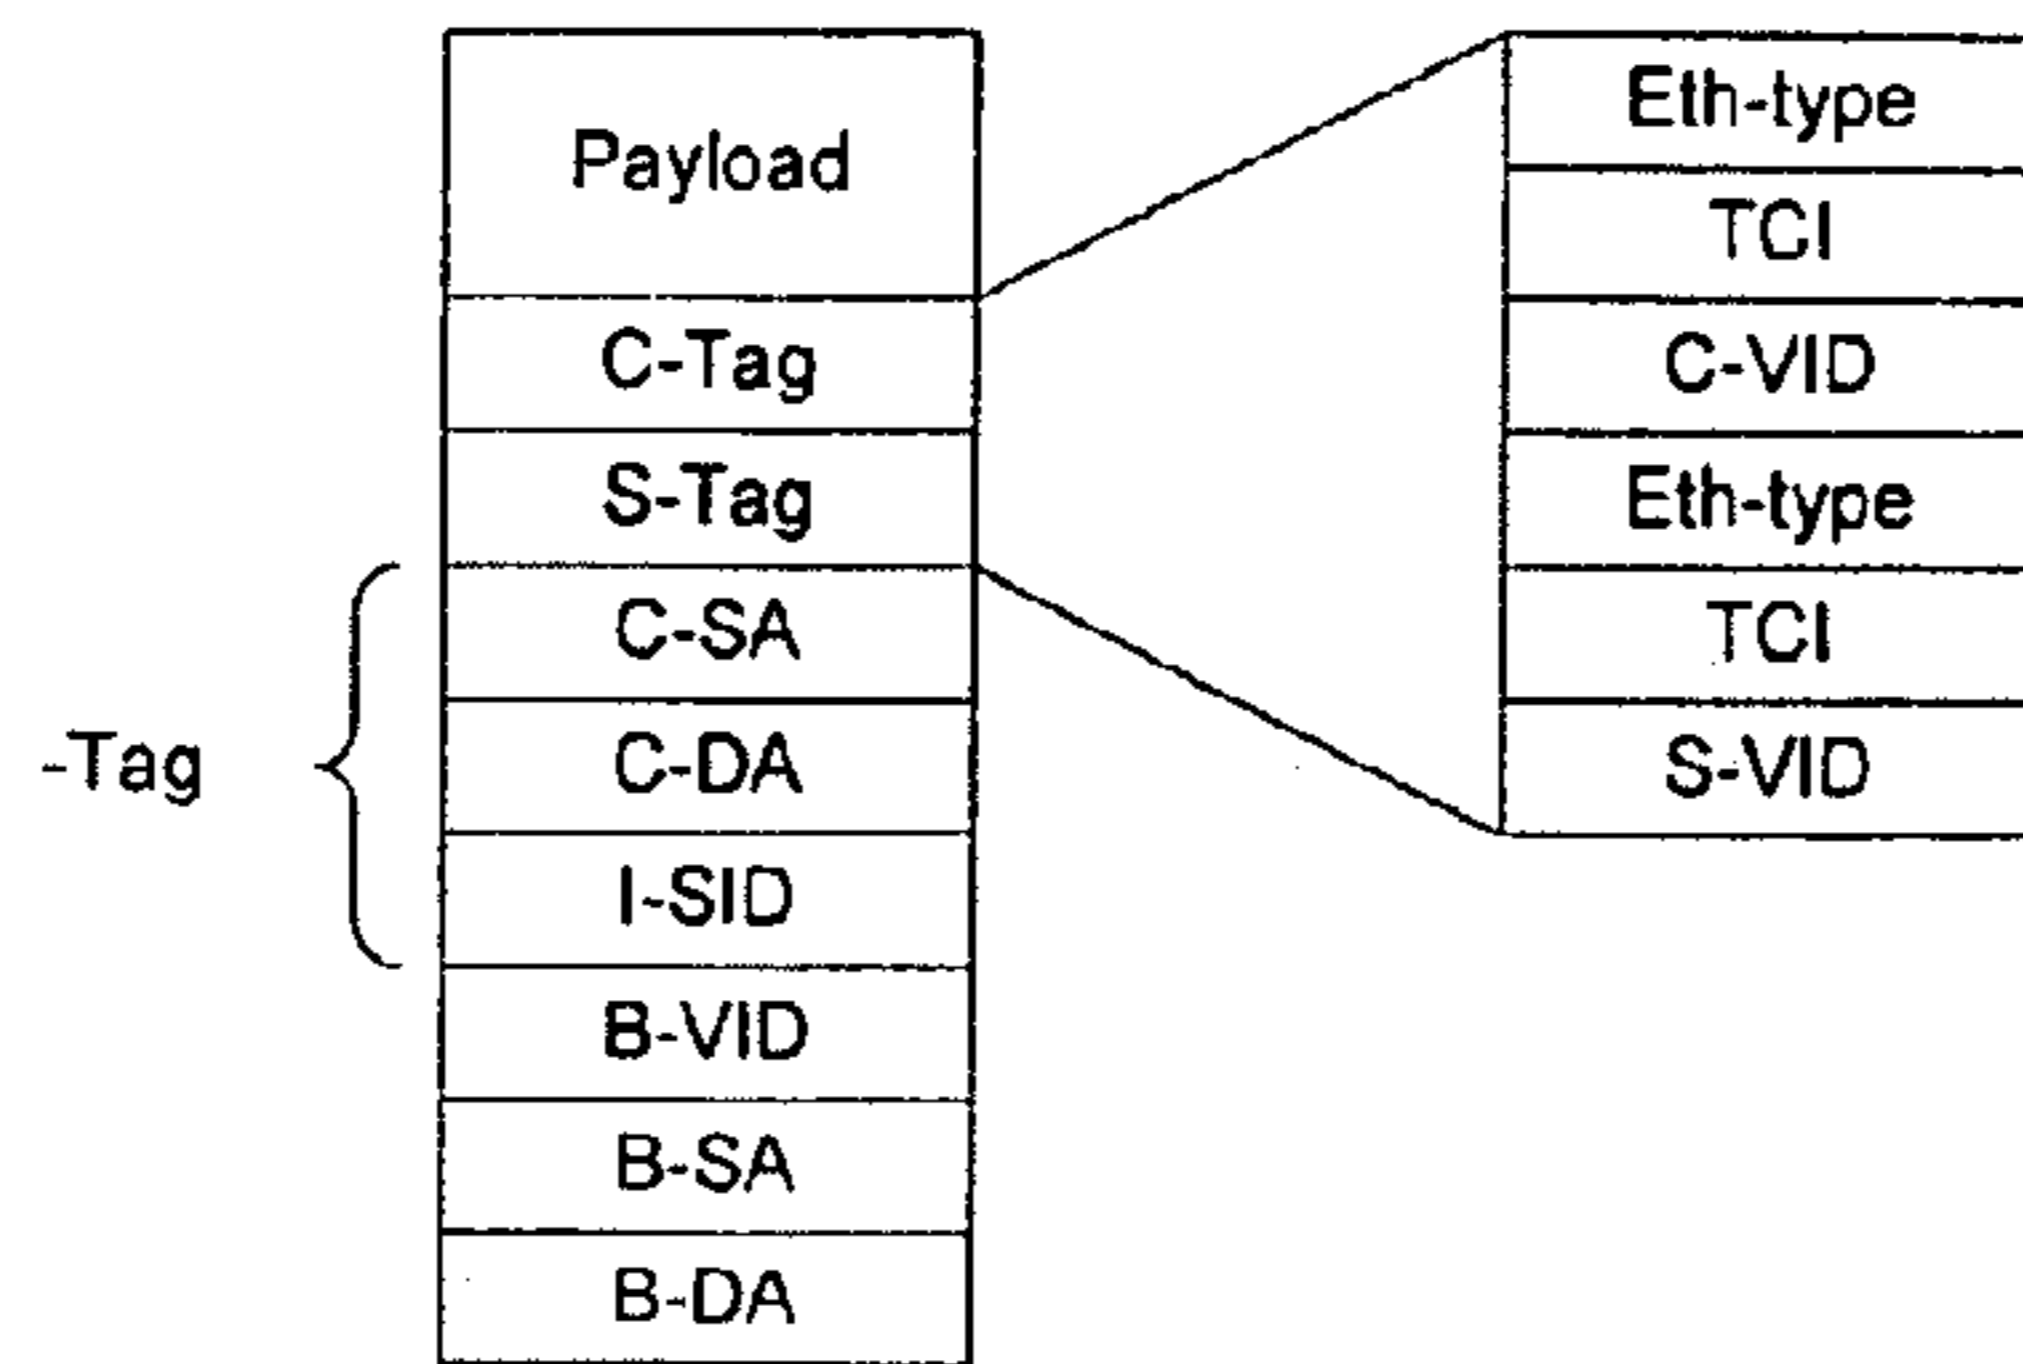 Payload
C-Tag
S-Tag
C-SA
C-DA
I-SID
B-VID
B-SA
B-DA
-Tag
Eth-type
TCI
C-VID
Eth-type
TCI
S-VID